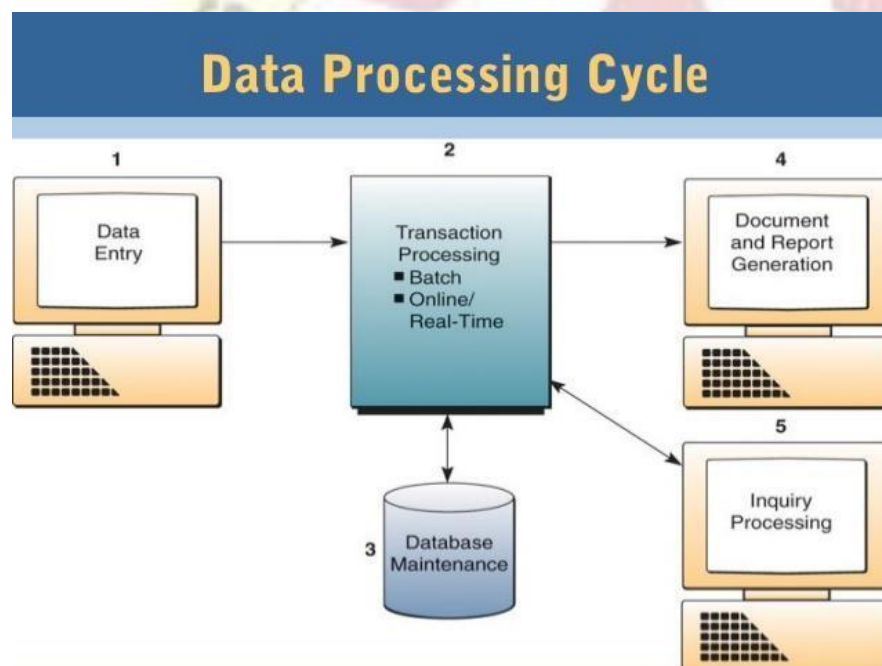 Data Processing Cycle
1
Data
Entry
2
Transaction
Processing
■ Batch
■ Online/
Real-Time
3
Database
Maintenance
4
Document
and Report
Generation
5
Inquiry
Processing